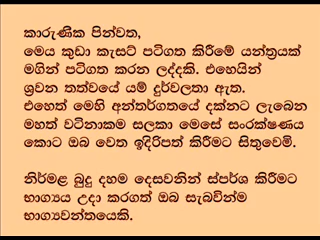 කාරුණික පින්වත,
මෙය කුඩා කැසට් පටිගත කිරීමේ යන්ත්‍රයක්
මගින් පටිගත කරන ලද්දකි. එහෙයින්
ශ්‍රවන තත්වයේ යම් දුර්වලතා ඇත.
එහෙත් මෙහි අන්තර්ගතයේ දක්නට ලැබෙන
මහත් වටිනාකම සලකා මෙසේ සංරක්ෂණය
කොට ඔබ වෙත ඉදිරිපත් කිරීමට සිතුවෙමි.
නිර්මළ බුදු දහම දෙසවනින් ස්පර්ශ කිරීමට
භාග්‍යය උදා කරගත් ඔබ සැබවින්ම
භාග්‍යවන්තයෙකි.